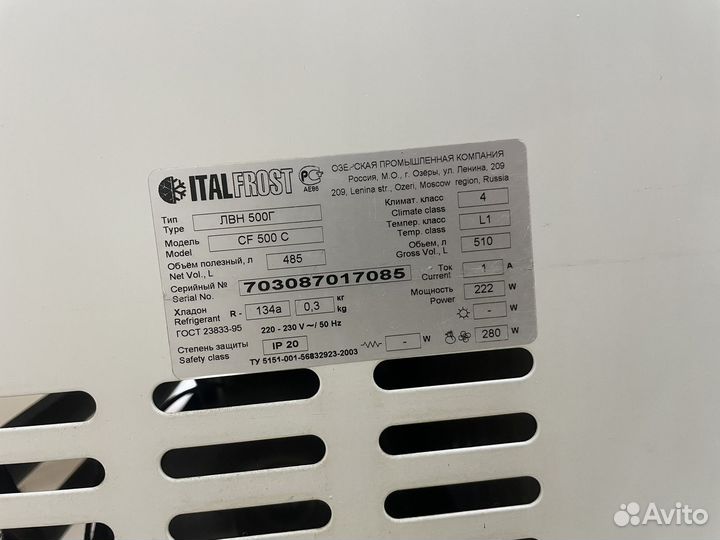 ITALFROST РС АЕ86
ОЗЕРСКАЯ ПРОМЫШЛЕННАЯ КОМПАНИЯ
Россия, М.О., г. Озёры, ул. Ленина, 209
209, Lenina str., Ozeri, Moscow region, Russia
Тип
Type
ЛВН 500Г
Климат. класс
Climate class
4
Модель
Model
CF 500 C
Темпер. класс
Temp. class
L1
Объём полезный, л
Net Vol., L
485
Объем, л
Gross Vol., L
510
Серийный №
Serial No.
703087017085
Ток
Current
1 A
Хладон
Refrigerant
R - 134a 0,3 кг
kg
Мощность
Power
222 W
ГОСТ 23833-95 220 - 230 V ~/ 50 Hz
- W
Степень защиты
Safety class
IP 20
- W
280 W
ТУ 5151-001-56832923-2003
Avito